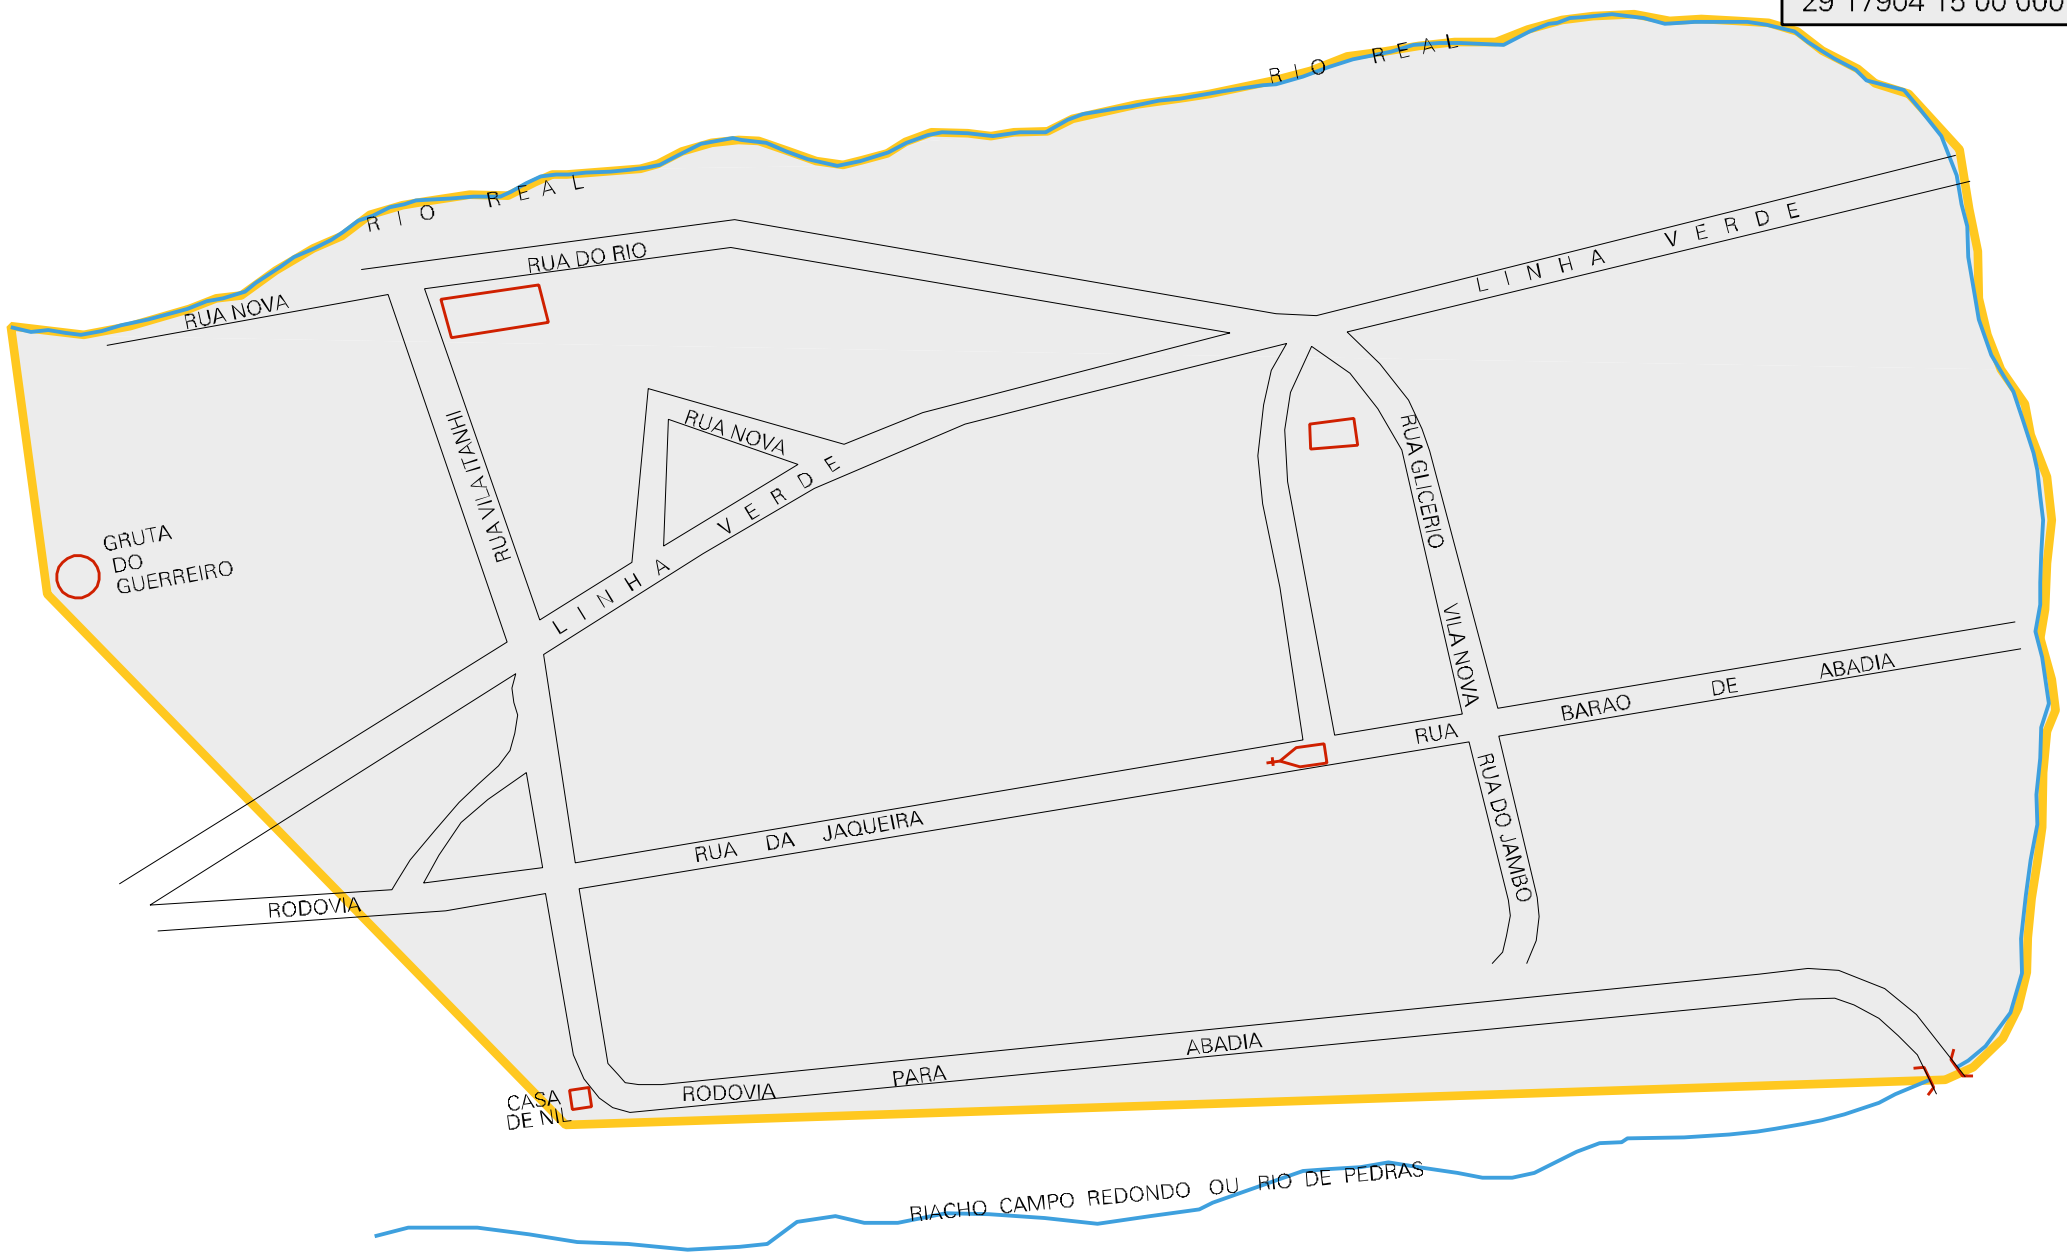 29 17904 15 00 000
RIO REAL
RIO REAL
RUA DO RIO
LINHA VERDE
RUA NOVA
RUA VILA ITANHI
RUA NOVA
RUA GLICERIO
LINHA VERDE
GRUTA
DO
GUERREIRO
VILA NOVA
RUA BARAO DE ABADIA
RUA DA JAQUEIRA
RUA DO JAMBO
RODOVIA
RODOVIA PARA ABADIA
CASA
DE NIL
RIACHO CAMPO REDONDO OU RIO DE PEDRAS